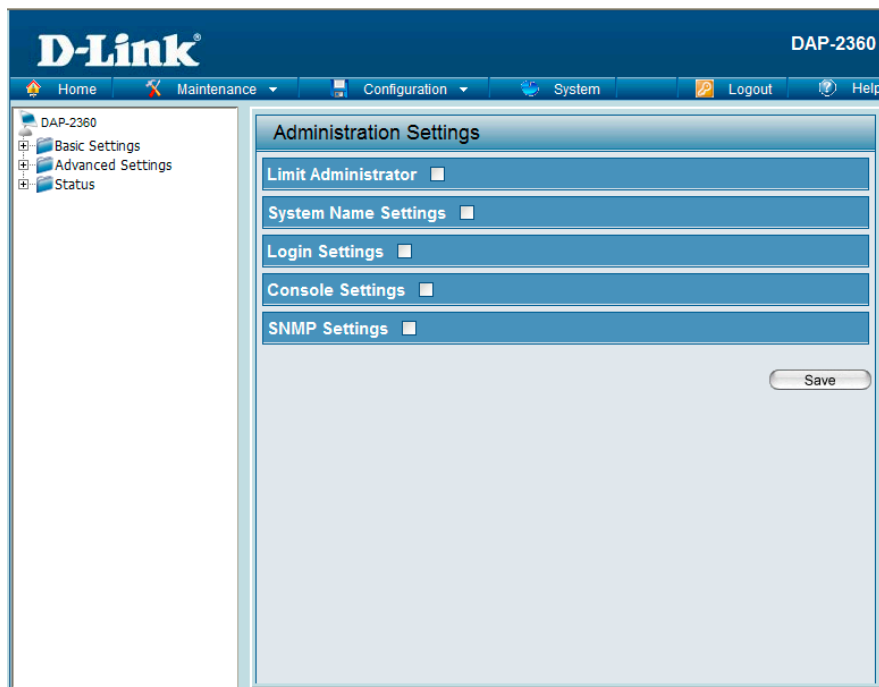 D-Link®
DAP-2360
Home Maintenance Configuration System Logout Help
DAP-2360
Basic Settings
Advanced Settings
Status
Administration Settings
Limit Administrator
System Name Settings
Login Settings
Console Settings
SNMP Settings
Save